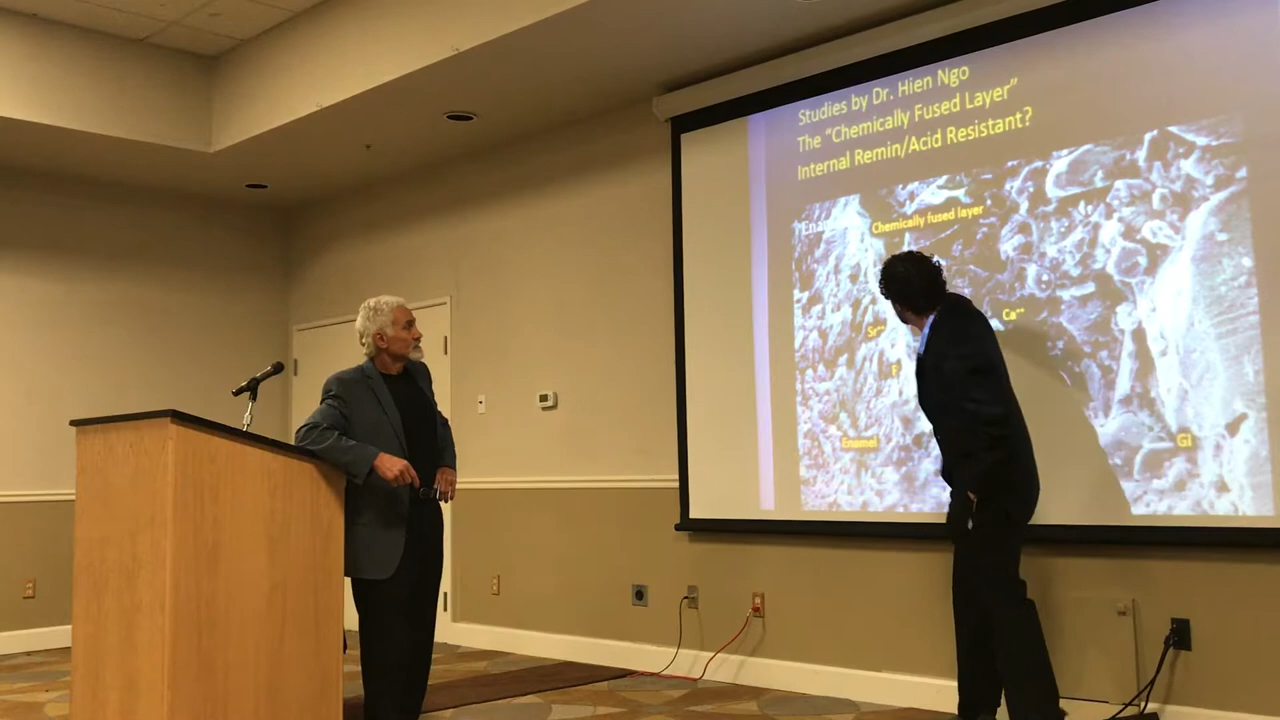 Studies by Dr. Hien Ngo
The “Chemically Fused Layer”
Internal Remin/Acid Resistant?
Chemically fused layer
Sr⁺⁺
Ca⁺⁺
F
Enamel
GI